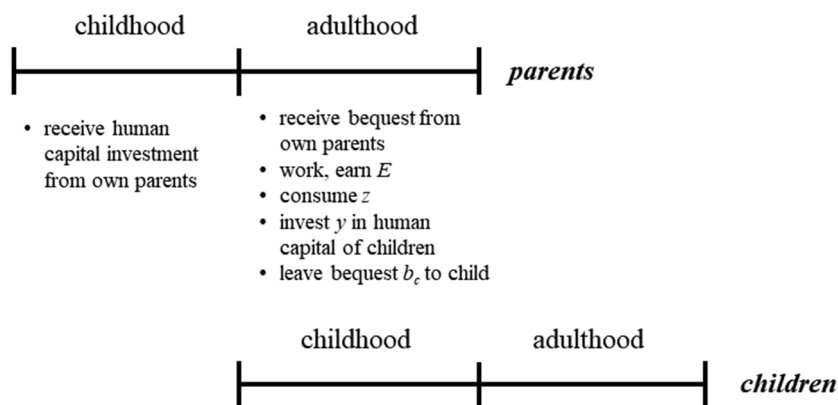 childhood adulthood
parents
• receive human
capital investment
from own parents
• receive bequest from
own parents
• work, earn E
• consume z
• invest y in human
capital of children
• leave bequest b_c to child
childhood adulthood
children